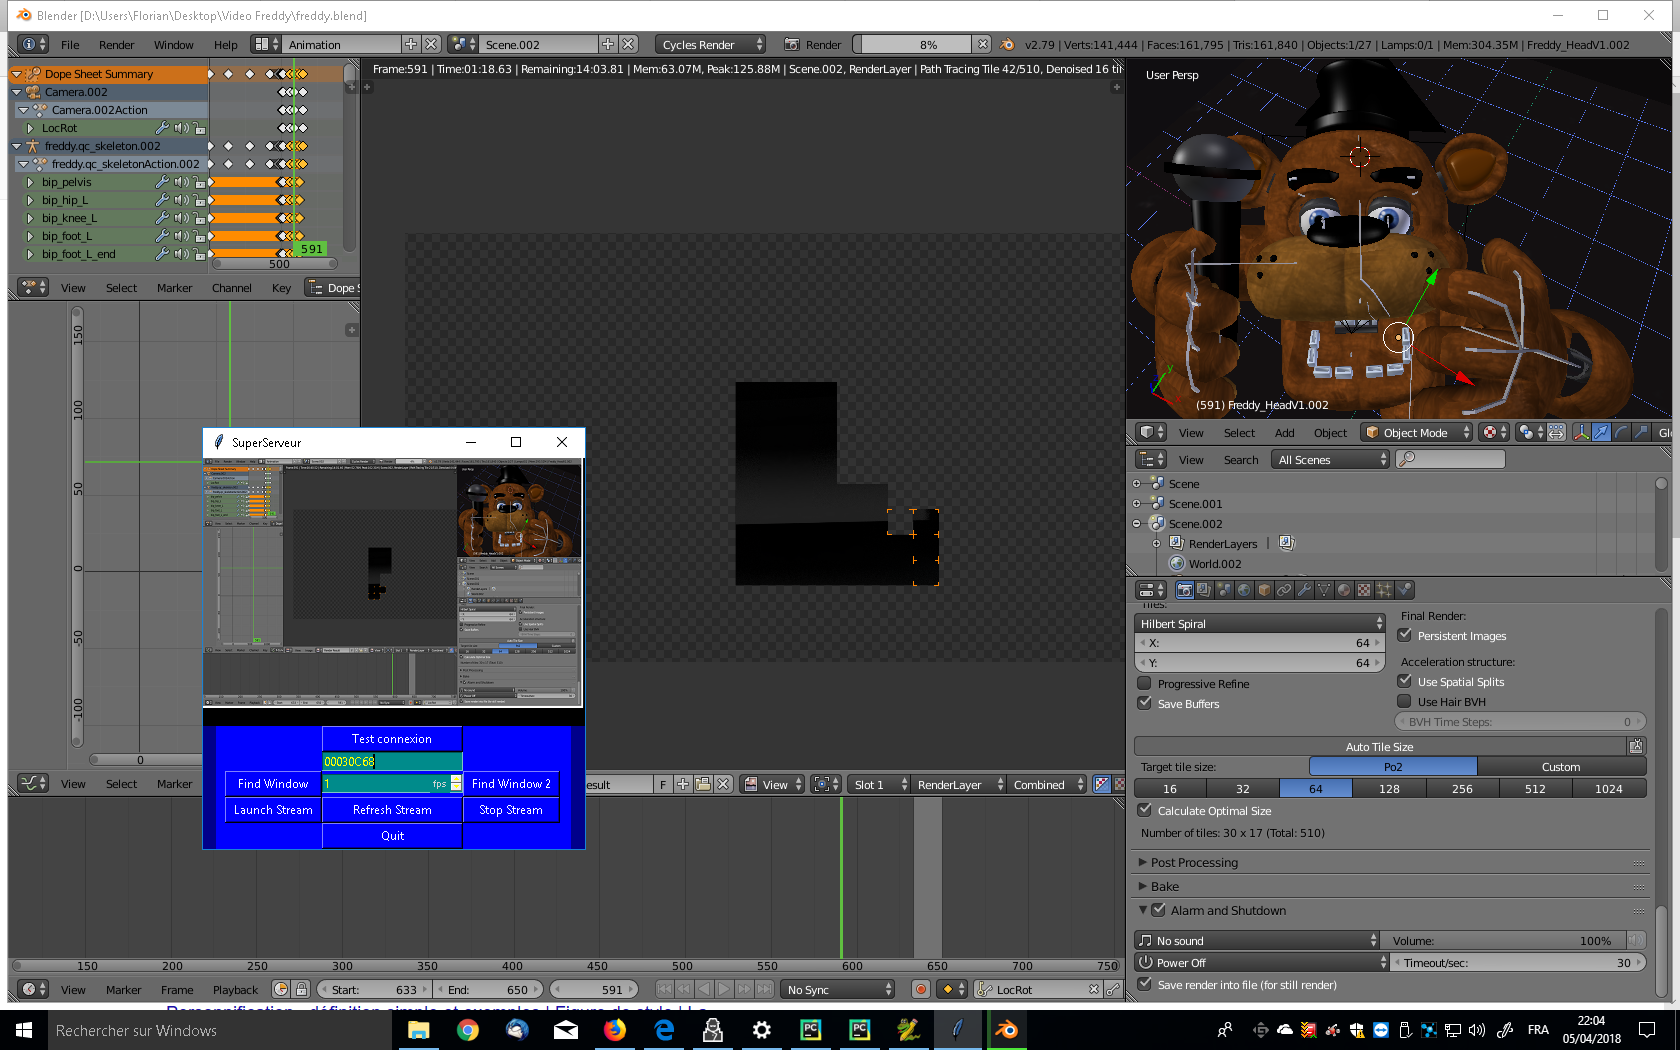 Blender [D:\Users\Florian\Desktop\Video Freddy\freddy.blend]
File Render Window Help Animation Scene.002 Cycles Render Render 8% v2.79 | Verts:141,444 | Faces:161,795 | Tris:161,840 | Objects:1/27 | Lamps:0/1 | Mem:304.35M | Freddy_HeadV1.002
Dope Sheet Summary
Camera.002
Camera.002Action
LocRot
freddy.qc_skeleton.002
freddy.qc_skeletonAction.002
bip_pelvis
bip_hip_L
bip_knee_L
bip_foot_L
bip_foot_L_end
591
500
View Select Marker Channel Key Dope S
Frame:591 | Time:01:18.63 | Remaining:14:03.81 | Mem:63.07M, Peak:125.88M | Scene.002, RenderLayer | Path Tracing Tile 42/510, Denoised 16 til
User Persp
y
(591) Freddy_HeadV1.002
View Select Add Object Object Mode Gl
View Search All Scenes
Scene
Scene.001
Scene.002
RenderLayers
World.002
150
100
50
0
-50
-100
0
View Select Marker
SuperServeur
Test connexion
00030C68
Find Window 1 fps Find Window 2
Launch Stream Refresh Stream Stop Stream
Quit
esult F View Slot 1 RenderLayer Combined
Tiles: Final Render:
Hilbert Spiral Persistent Images
X: 64
Y: 64 Acceleration structure:
Progressive Refine Use Spatial Splits
Save Buffers Use Hair BVH
BVH Time Steps: 0
Auto Tile Size
Target tile size: Po2 Custom
16 32 64 128 256 512 1024
Calculate Optimal Size
Number of tiles: 30 x 17 (Total: 510)
Post Processing
Bake
Alarm and Shutdown
No sound Volume: 100%
Power Off Timeout/sec: 30
Save render into file (for still render)
150 200 250 300 350 400 450 500 550 600 650 700 750
View Marker Frame Playback Start: 633 End: 650 591 No Sync LocRot
Rechercher sur Windows
FRA
22:04
05/04/2018